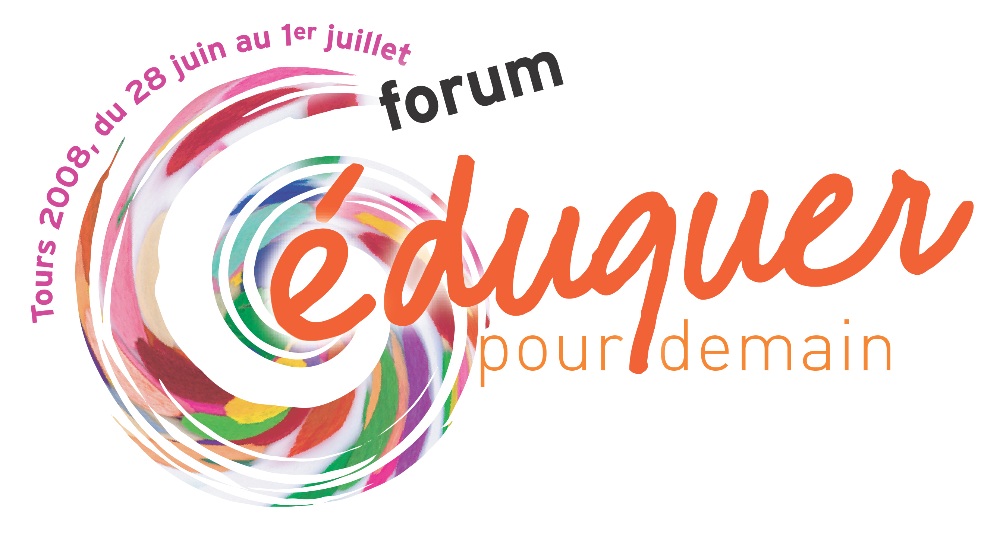 Tours 2008, du 28 juin au 1er juillet
forum
éduquer
pour demain